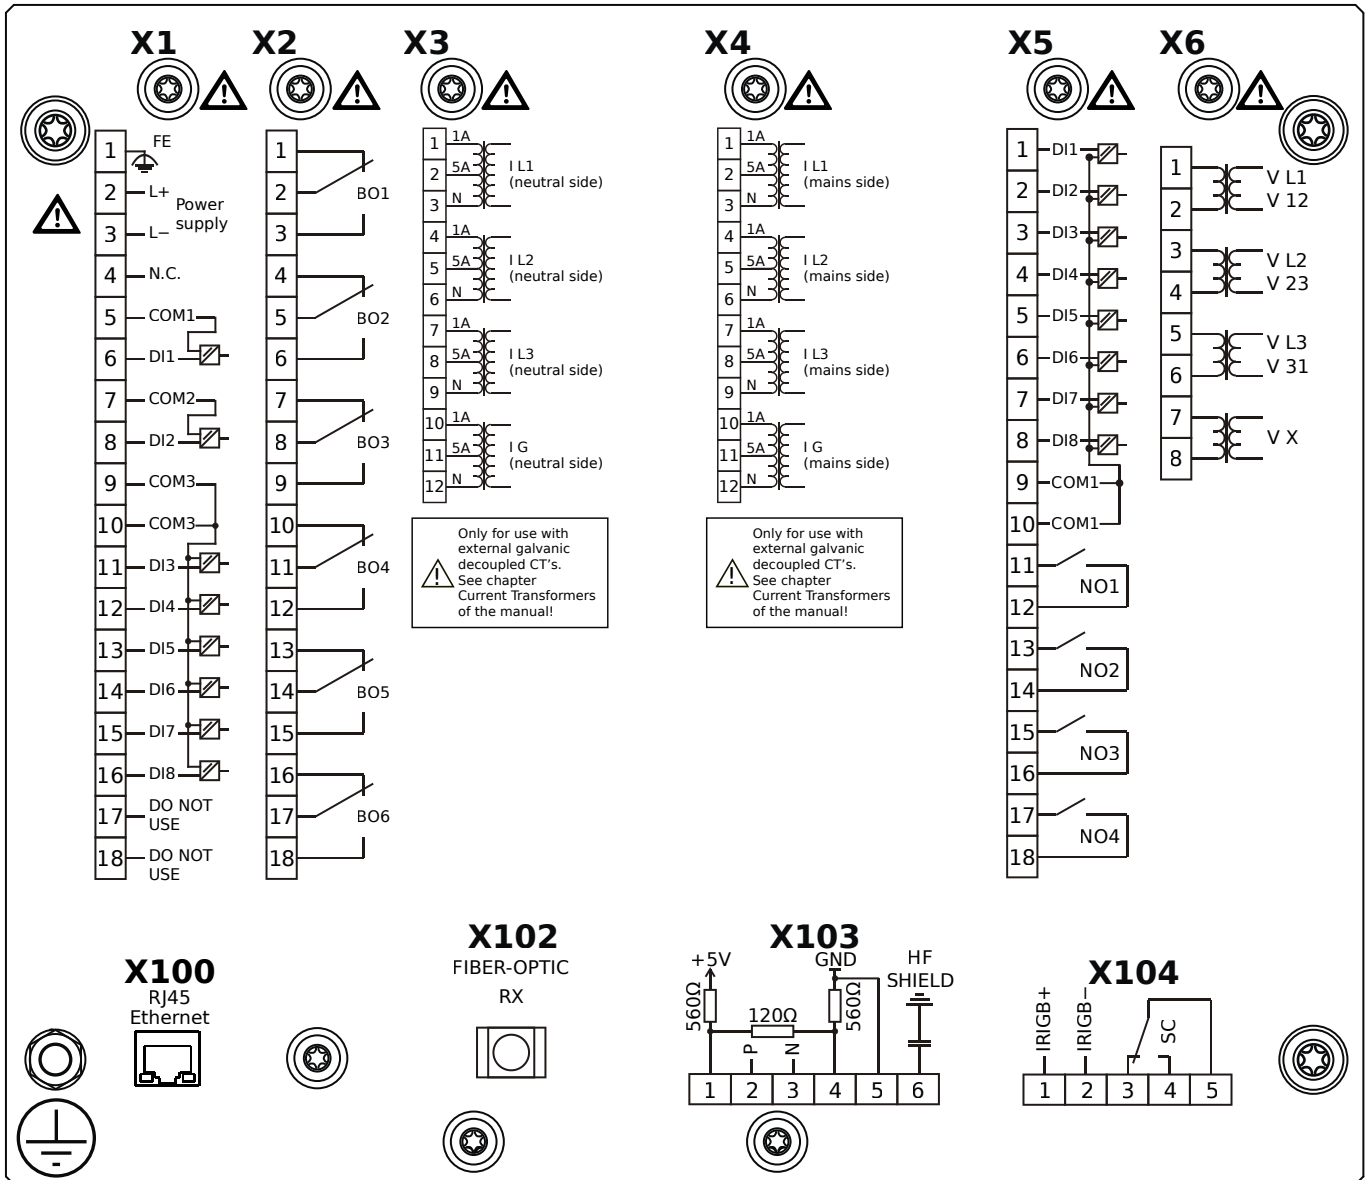 X1
X2
X3
X4
X5
X6
1 FE
2 L+ Power
supply
3 L−
4 N.C.
5 COM1
6 DI1
7 COM2
8 DI2
9 COM3
10 COM3
11 DI3
12 DI4
13 DI5
14 DI6
15 DI7
16 DI8
17 DO NOT
USE
18 DO NOT
USE
1
2 BO1
3
4
5 BO2
6
7
8 BO3
9
10
11 BO4
12
13
14 BO5
15
16
17 BO6
18
1 1A
2 5A I L1
(neutral side)
3 N
4 1A
5 5A I L2
(neutral side)
6 N
7 1A
8 5A I L3
(neutral side)
9 N
10 1A
11 5A I G
(neutral side)
12 N
Only for use with
external galvanic
decoupled CT’s.
See chapter
Current Transformers
of the manual!
1 1A
2 5A I L1
(mains side)
3 N
4 1A
5 5A I L2
(mains side)
6 N
7 1A
8 5A I L3
(mains side)
9 N
10 1A
11 5A I G
(mains side)
12 N
Only for use with
external galvanic
decoupled CT’s.
See chapter
Current Transformers
of the manual!
1 DI1
2 DI2
3 DI3
4 DI4
5 DI5
6 DI6
7 DI7
8 DI8
9 COM1
10 COM1
11
NO1
12
13
NO2
14
15
NO3
16
17
NO4
18
1 V L1
2 V 12
3 V L2
4 V 23
5 V L3
6 V 31
7
V X
8
X100
RJ45
Ethernet
X102
FIBER-OPTIC
RX
X103
+5V GND HF
SHIELD
560Ω 120Ω 560Ω
P N
1 2 3 4 5 6
X104
IRIGB+ IRIGB− SC
1 2 3 4 5